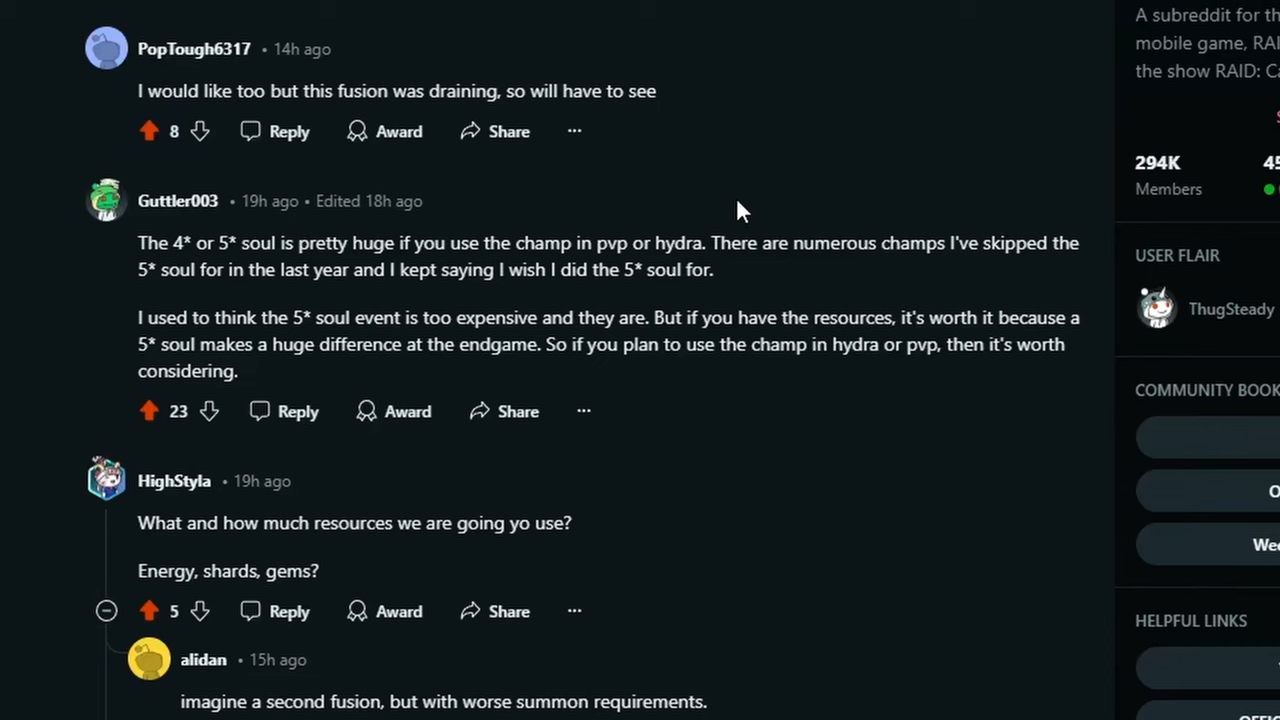 PopTough6317 • 14h ago
I would like too but this fusion was draining, so will have to see
8 Reply Award Share ...
Guttler003 • 19h ago • Edited 18h ago
The 4* or 5* soul is pretty huge if you use the champ in pvp or hydra. There are numerous champs I've skipped the
5* soul for in the last year and I kept saying I wish I did the 5* soul for.
I used to think the 5* soul event is too expensive and they are. But if you have the resources, it's worth it because a
5* soul makes a huge difference at the endgame. So if you plan to use the champ in hydra or pvp, then it's worth
considering.
23 Reply Award Share ...
HighStyla • 19h ago
What and how much resources we are going yo use?
Energy, shards, gems?
5 Reply Award Share ...
alidan • 15h ago
imagine a second fusion, but with worse summon requirements.
A subreddit for th
mobile game, RAI
the show RAID: Ca
294K 45
Members
USER FLAIR
ThugSteady
COMMUNITY BOOK
O
Wee
HELPFUL LINKS